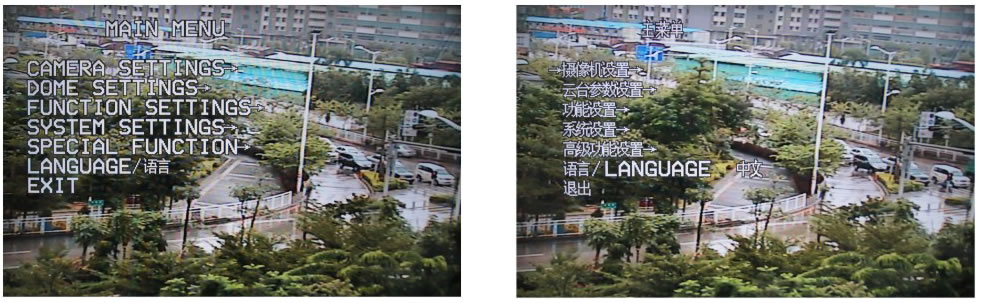 MAIN MENU
CAMERA SETTINGS→
DOME SETTINGS→
FUNCTION SETTINGS→
SYSTEM SETTINGS→
SPECIAL FUNCTION→
LANGUAGE/语言
EXIT
主菜单
→摄像机设置→
云台参数设置→
功能设置→
系统设置→
高级功能设置→
语言/LANGUAGE 中文
退出